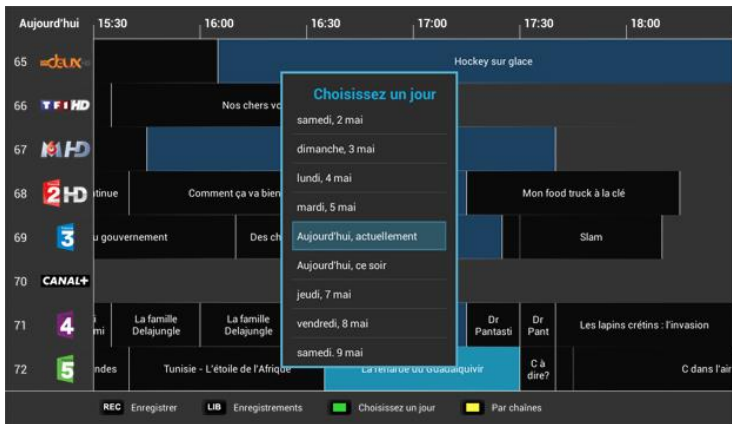 Aujourd'hui 15:30 16:00 16:30 17:00 17:30 18:00
65 deux Hockey sur glace
66 TF1 HD Nos chers
67 M HD
68 2HD tinue Comment ça va bien Mon food truck à la clé
69 3 u gouvernement Des Slam
70 CANAL+
71 4 mi La famille Delajungle La famille Delajungle Dr Pantasti Dr Pant Les lapins crétins : l'invasion
72 5 ndes Tunisie - L'étoile de l'Afrique La renarde du Guadalquivir C à dire? C dans l'air
Choisissez un jour
samedi, 2 mai
dimanche, 3 mai
lundi, 4 mai
mardi, 5 mai
Aujourd'hui, actuellement
Aujourd'hui, ce soir
jeudi, 7 mai
vendredi, 8 mai
samedi, 9 mai
REC Enregistrer LIB Enregistrements Choisissez un jour Par chaînes